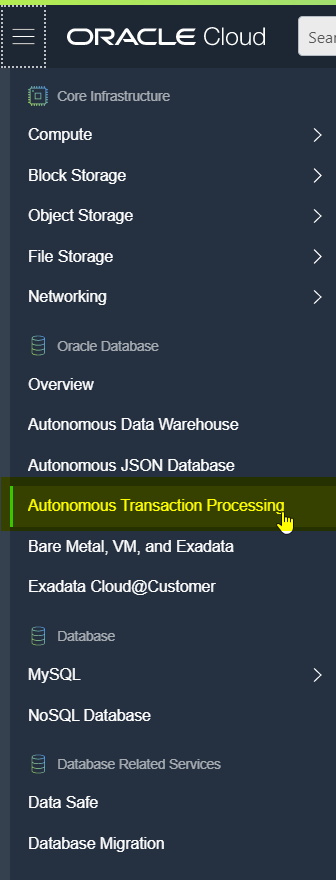 ORACLE Cloud
Sear
Core Infrastructure
Compute
Block Storage
Object Storage
File Storage
Networking
Oracle Database
Overview
Autonomous Data Warehouse
Autonomous JSON Database
Autonomous Transaction Processing
Bare Metal, VM, and Exadata
Exadata Cloud@Customer
Database
MySQL
NoSQL Database
Database Related Services
Data Safe
Database Migration